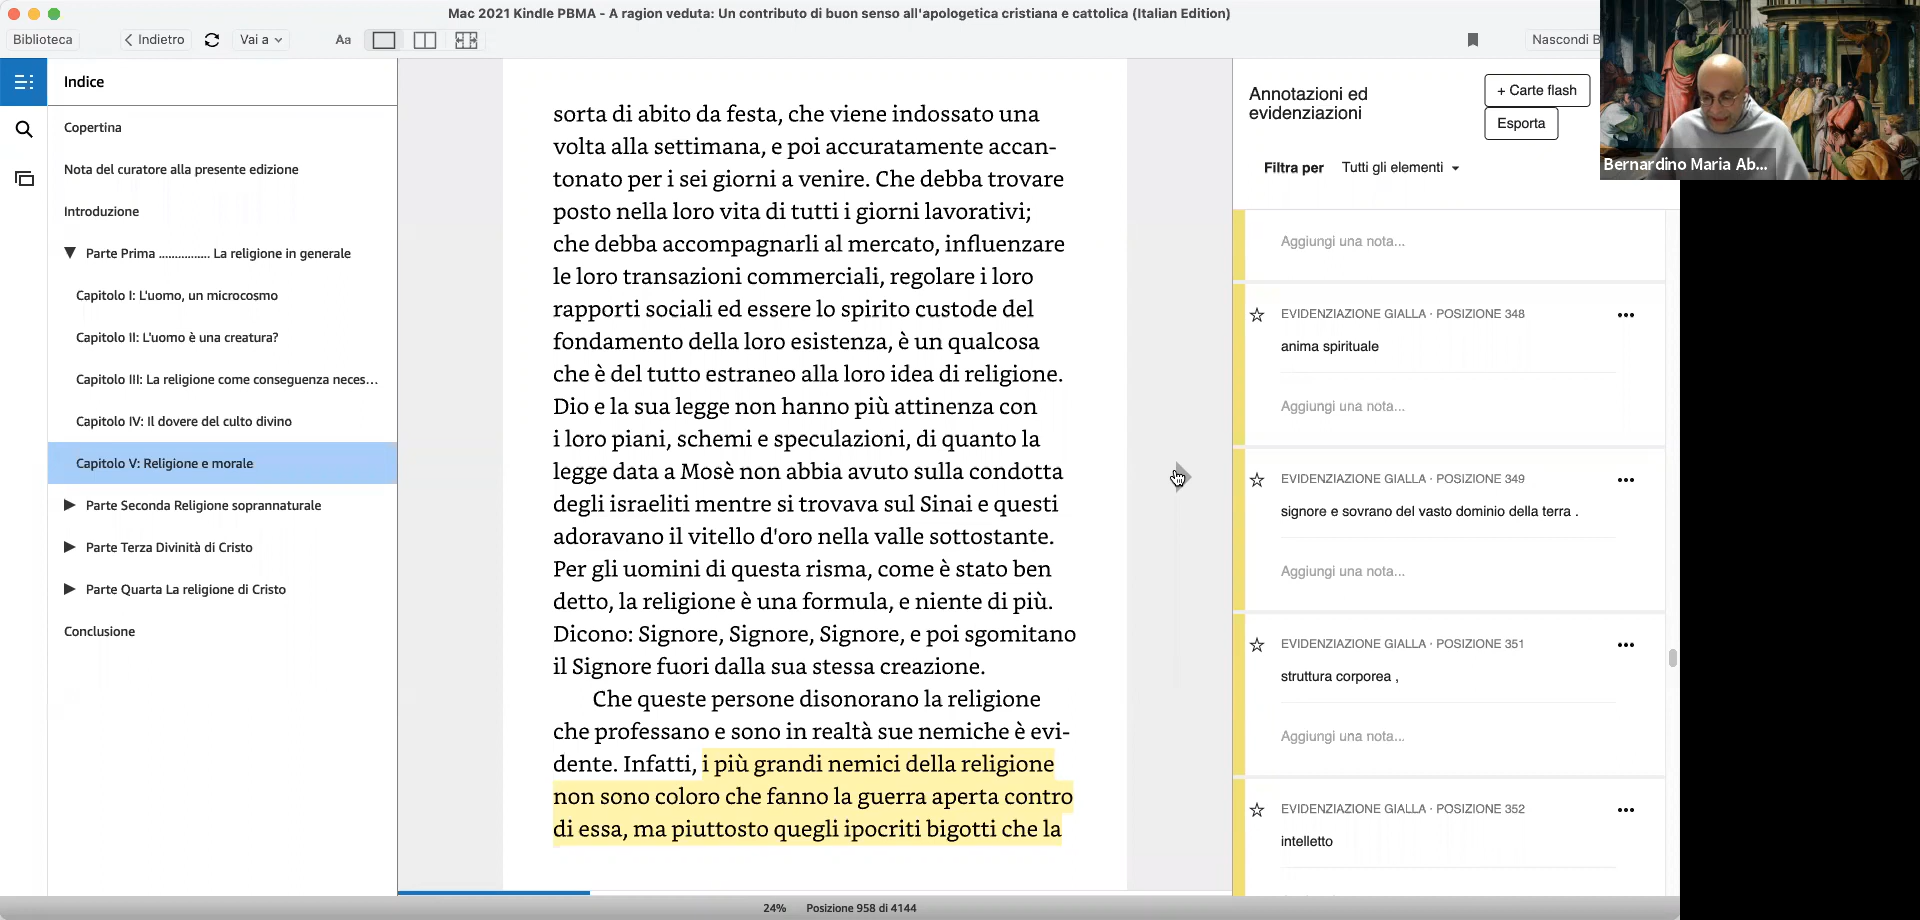 Mac 2021 Kindle PBMA - A ragion veduta: Un contributo di buon senso all'apologetica cristiana e cattolica (Italian Edition)
Biblioteca
Indietro
Vai a
Aa
Nascondi B
Indice
Copertina
Nota del curatore alla presente edizione
Introduzione
Parte Prima ................ La religione in generale
Capitolo I: L'uomo, un microcosmo
Capitolo II: L'uomo è una creatura?
Capitolo III: La religione come conseguenza neces...
Capitolo IV: Il dovere del culto divino
Capitolo V: Religione e morale
Parte Seconda Religione soprannaturale
Parte Terza Divinità di Cristo
Parte Quarta La religione di Cristo
Conclusione
sorta di abito da festa, che viene indossato una
volta alla settimana, e poi accuratamente accan-
tonato per i sei giorni a venire. Che debba trovare
posto nella loro vita di tutti i giorni lavorativi;
che debba accompagnarli al mercato, influenzare
le loro transazioni commerciali, regolare i loro
rapporti sociali ed essere lo spirito custode del
fondamento della loro esistenza, è un qualcosa
che è del tutto estraneo alla loro idea di religione.
Dio e la sua legge non hanno più attinenza con
i loro piani, schemi e speculazioni, di quanto la
legge data a Mosè non abbia avuto sulla condotta
degli israeliti mentre si trovava sul Sinai e questi
adoravano il vitello d'oro nella valle sottostante.
Per gli uomini di questa risma, come è stato ben
detto, la religione è una formula, e niente di più.
Dicono: Signore, Signore, Signore, e poi sgomitano
il Signore fuori dalla sua stessa creazione.
Che queste persone disonorano la religione
che professano e sono in realtà sue nemiche è evi-
dente. Infatti, i più grandi nemici della religione
non sono coloro che fanno la guerra aperta contro
di essa, ma piuttosto quegli ipocriti bigotti che la
24% Posizione 958 di 4144
Annotazioni ed
evidenziazioni
+ Carte flash
Esporta
Filtra per Tutti gli elementi
Aggiungi una nota...
EVIDENZIAZIONE GIALLA · POSIZIONE 348
anima spirituale
Aggiungi una nota...
EVIDENZIAZIONE GIALLA · POSIZIONE 349
signore e sovrano del vasto dominio della terra .
Aggiungi una nota...
EVIDENZIAZIONE GIALLA · POSIZIONE 351
struttura corporea ,
Aggiungi una nota...
EVIDENZIAZIONE GIALLA · POSIZIONE 352
intelletto
Bernardino Maria Ab...